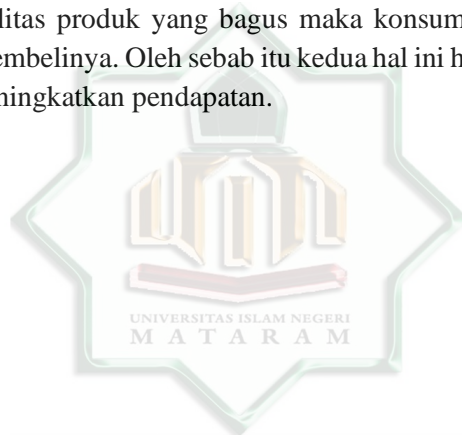 litas produk yang bagus maka konsum
embelinya. Oleh sebab itu kedua hal ini h
ningkatkan pendapatan.
UNIVERSITAS ISLAM NEGERI
M A T A R A M